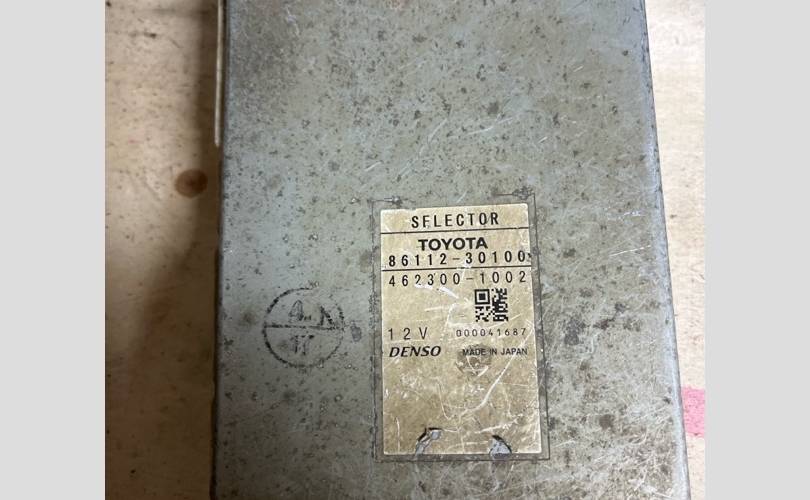 SELECTOR
TOYOTA
86112-30100
462300-1002
12V 000041687
DENSO MADE IN JAPAN